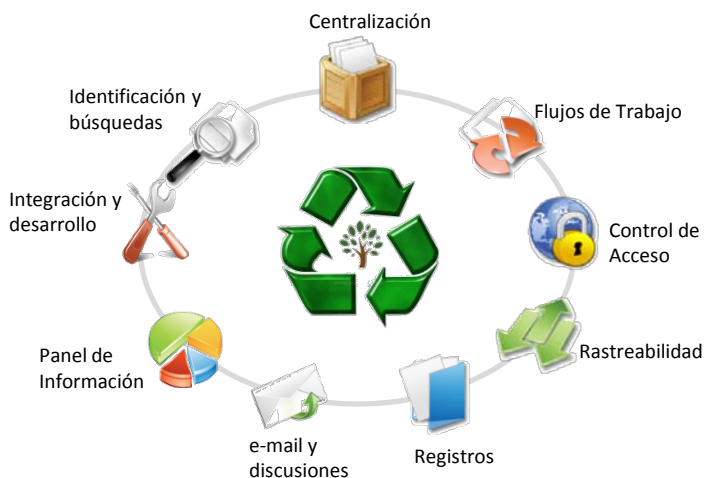 Centralización
Flujos de Trabajo
Control de
Acceso
Rastreabilidad
Registros
e-mail y
discusiones
Panel de
Información
Integración y
desarrollo
Identificación y
búsquedas